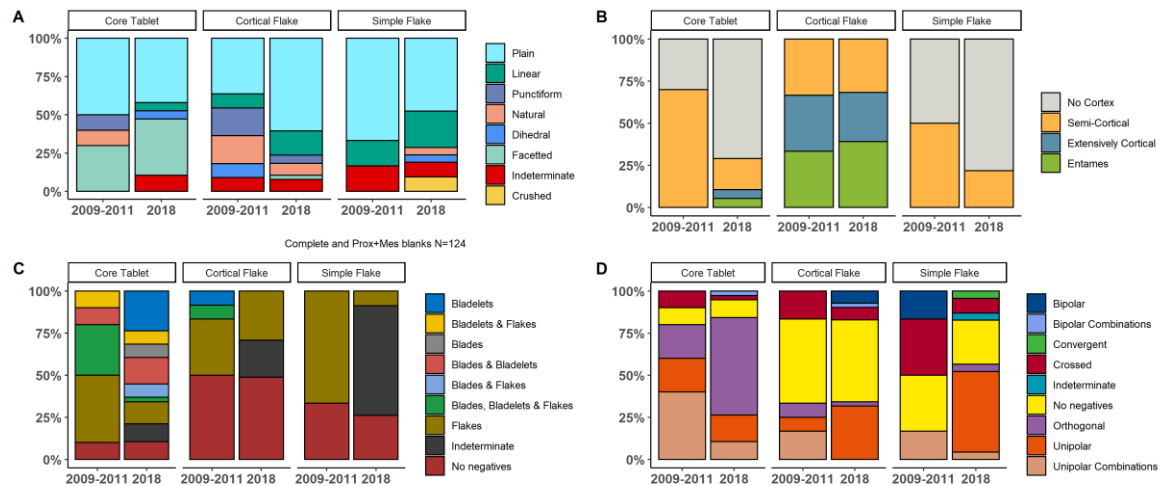 A
Core Tablet
Cortical Flake
Simple Flake
100%
75%
50%
25%
0%
2009-2011
2018
2009-2011
2018
2009-2011
2018
Plain
Linear
Punctiform
Natural
Dihedral
Facetted
Indeterminate
Crushed
Complete and Prox+Mes blanks N=124
B
Core Tablet
Cortical Flake
Simple Flake
100%
75%
50%
25%
0%
2009-2011
2018
2009-2011
2018
2009-2011
2018
No Cortex
Semi-Cortical
Extensively Cortical
Entames
C
Core Tablet
Cortical Flake
Simple Flake
100%
75%
50%
25%
0%
2009-2011
2018
2009-2011
2018
2009-2011
2018
Bladelets
Bladelets & Flakes
Blades
Blades & Bladelets
Blades & Flakes
Blades, Bladelets & Flakes
Flakes
Indeterminate
No negatives
D
Core Tablet
Cortical Flake
Simple Flake
100%
75%
50%
25%
0%
2009-2011
2018
2009-2011
2018
2009-2011
2018
Bipolar
Bipolar Combinations
Convergent
Crossed
Indeterminate
No negatives
Orthogonal
Unipolar
Unipolar Combinations